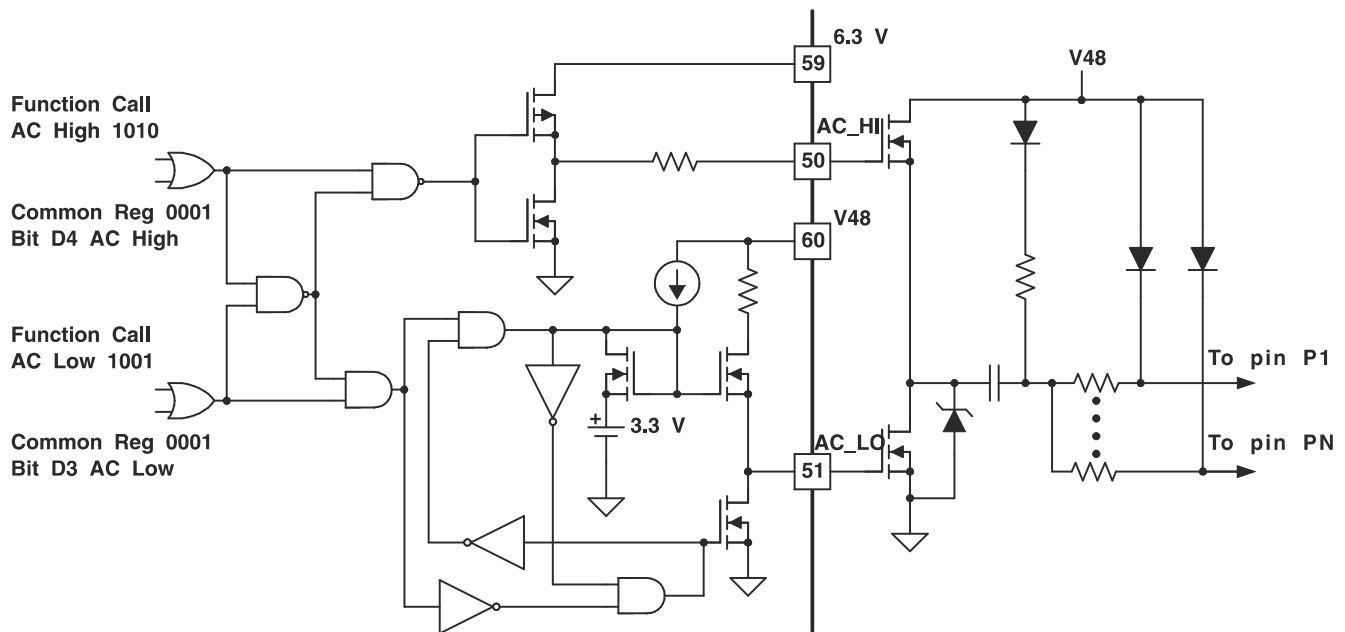 6.3 V
59
V48
Function Call
AC High 1010
AC_HI
50
Common Reg 0001
Bit D4 AC High
V48
60
Function Call
AC Low 1001
To pin P1
+
3.3 V
AC_LO
To pin PN
51
Common Reg 0001
Bit D3 AC Low